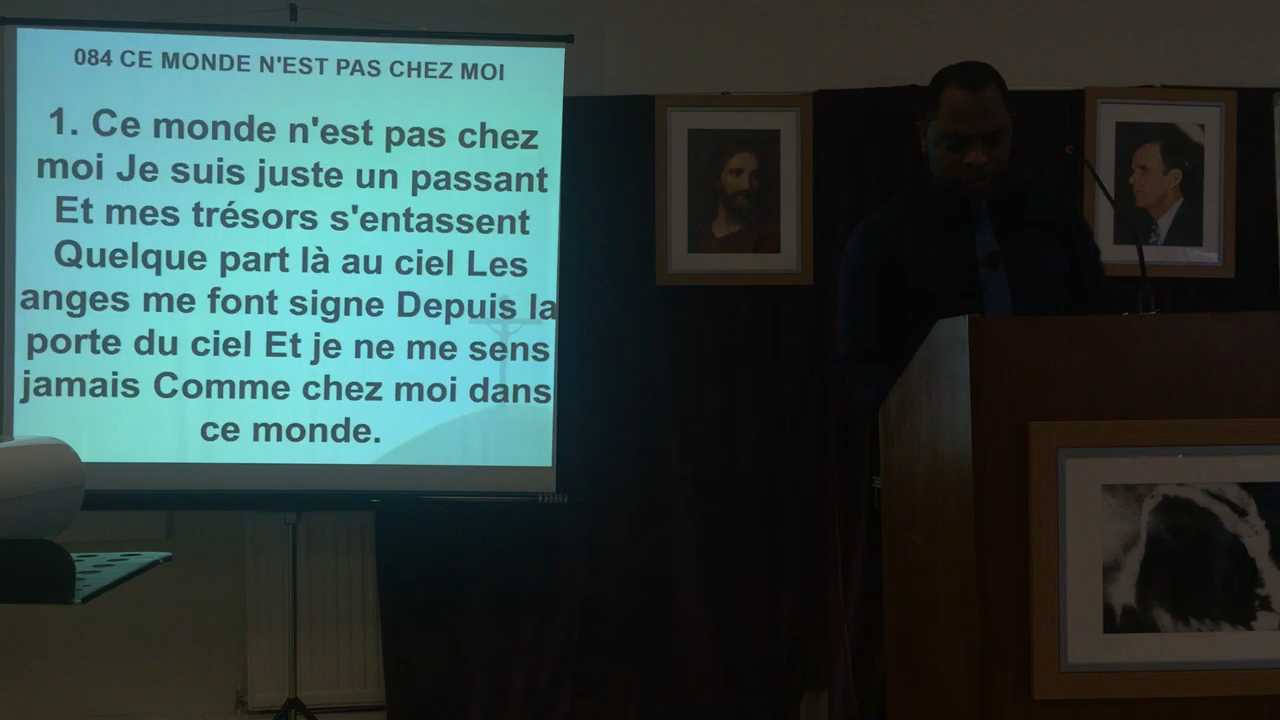 084 CE MONDE N'EST PAS CHEZ MOI
1. Ce monde n'est pas chez
moi Je suis juste un passant
Et mes trésors s'entassent
Quelque part là au ciel Les
anges me font signe Depuis la
porte du ciel Et je ne me sens
jamais Comme chez moi dans
ce monde.